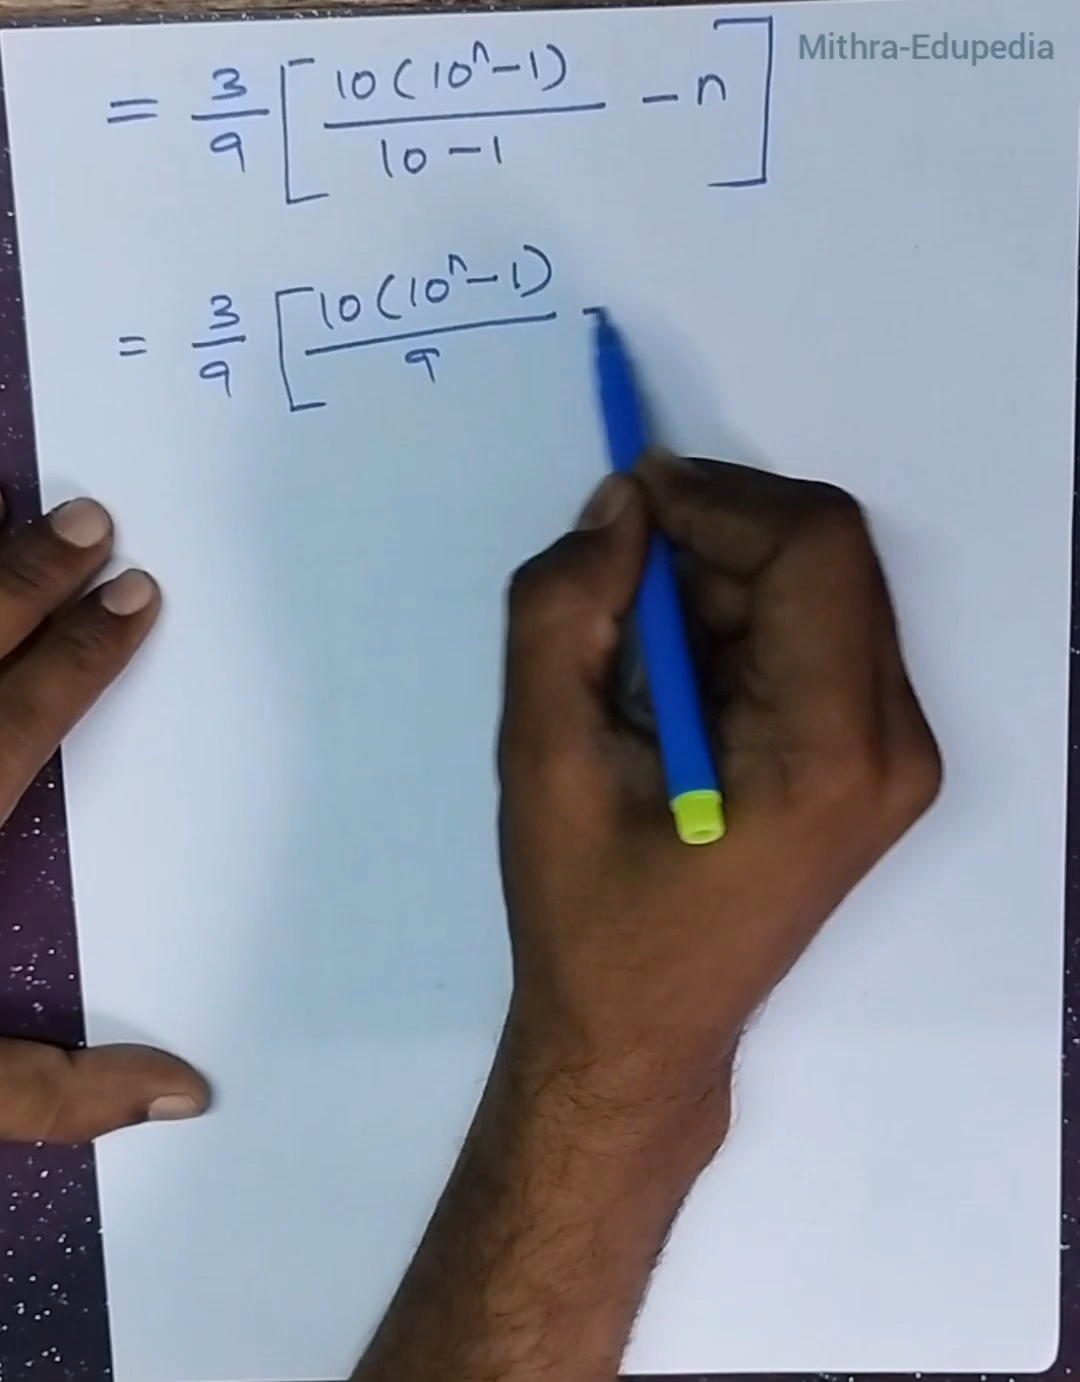 Mithra-Edupedia
= 3/9 [ 10(10ⁿ-1)/10-1 - n ]
= 3/9 [ 10(10ⁿ-1)/9 -